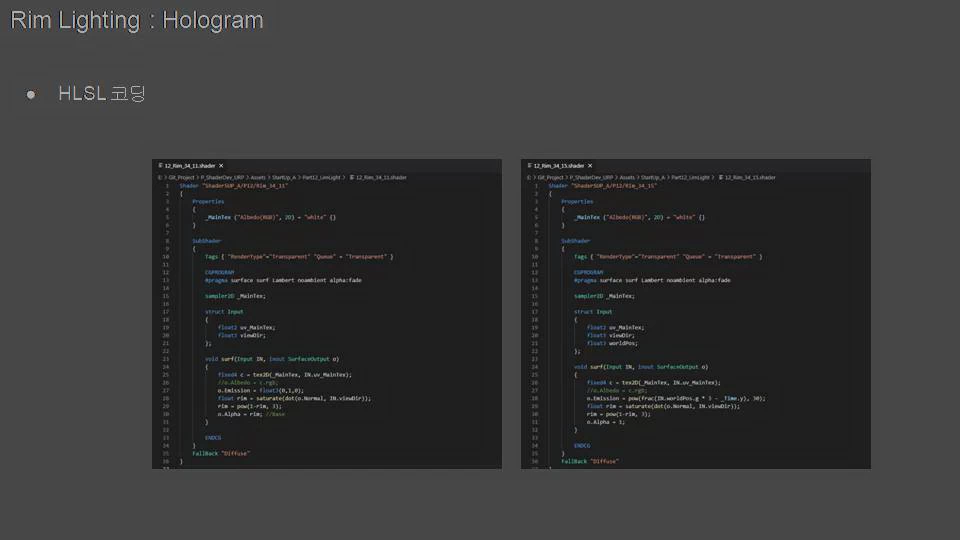 Rim Lighting : Hologram
● HLSL 코딩
12_Rim_34_11.shader ×
> Git_Project > P_ShaderDev_URP > Assets > StartUp_A > Part12_LimLight > 12_Rim_34_11.shader
1 Shader "ShaderSUP_A/P12/Rim_34_11"
2 {
3 Properties
4 {
5 _MainTex ("Albedo(RGB)", 2D) = "white" {}
6 }
7
8 SubShader
9 {
10 Tags { "RenderType"="Transparent" "Queue" = "Transparent" }
11
12 CGPROGRAM
13 #pragma surface surf Lambert noambient alpha:fade
14
15 sampler2D _MainTex;
16
17 struct Input
18 {
19 float2 uv_MainTex;
20 float3 viewDir;
21 };
22
23 void surf(Input IN, inout SurfaceOutput o)
24 {
25 fixed4 c = tex2D(_MainTex, IN.uv_MainTex);
26 //o.Albedo = c.rgb;
27 o.Emission = float3(0,1,0);
28 float rim = saturate(dot(o.Normal, IN.viewDir));
29 rim = pow(1-rim, 3);
30 o.Alpha = rim; //Base
31 }
32
33 ENDCG
34 }
35 FallBack "Diffuse"
36 }
12_Rim_34_15.shader ×
> Git_Project > P_ShaderDev_URP > Assets > StartUp_A > Part12_LimLight > 12_Rim_34_15.shader
1 Shader "ShaderSUP_A/P12/Rim_34_15"
2 {
3 Properties
4 {
5 _MainTex ("Albedo(RGB)", 2D) = "white" {}
6 }
7
8 SubShader
9 {
10 Tags { "RenderType"="Transparent" "Queue" = "Transparent" }
11
12 CGPROGRAM
13 #pragma surface surf Lambert noambient alpha:fade
14
15 sampler2D _MainTex;
16
17 struct Input
18 {
19 float2 uv_MainTex;
20 float3 viewDir;
21 float3 worldPos;
22 };
23
24 void surf(Input IN, inout SurfaceOutput o)
25 {
26 fixed4 c = tex2D(_MainTex, IN.uv_MainTex);
27 //o.Albedo = c.rgb;
28 o.Emission = pow(frac(IN.worldPos.g * 3 - _Time.y), 30);
29 float rim = saturate(dot(o.Normal, IN.viewDir));
30 rim = pow(1-rim, 3);
31 o.Alpha = 1;
32 }
33
34 ENDCG
35 }
36 FallBack "Diffuse"